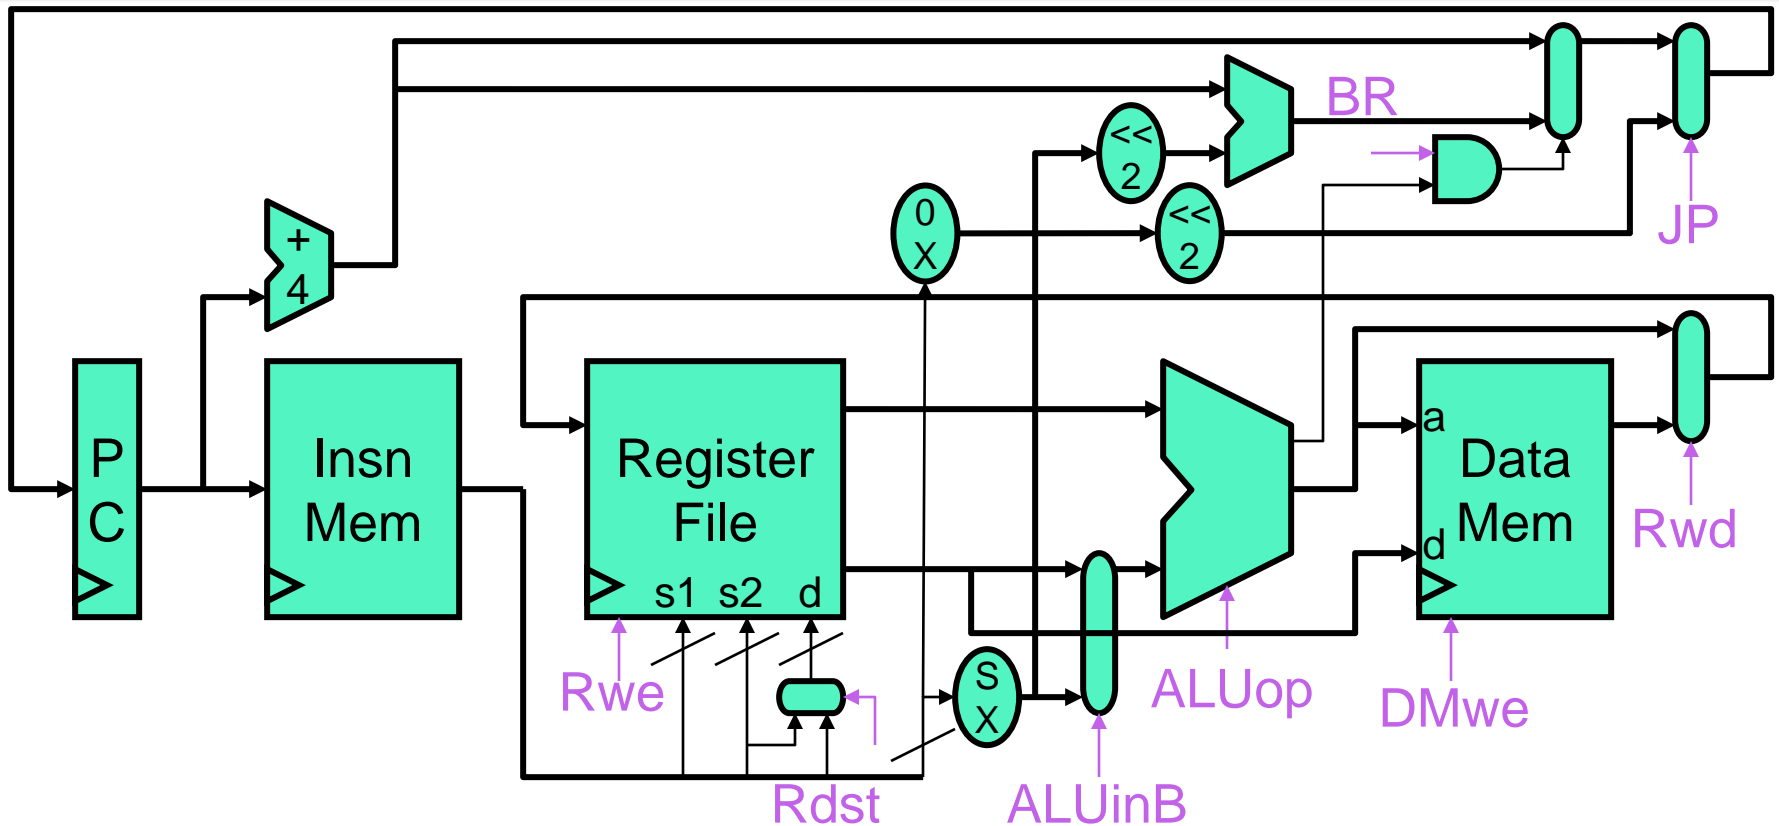 BR
<<
2
<<
2
0
X
JP
+
4
P
C
Insn
Mem
Register
File
s1 s2 d
a
Data
Mem
d
Rwd
Rwe
S
X
ALUop
DMwe
Rdst
ALUinB